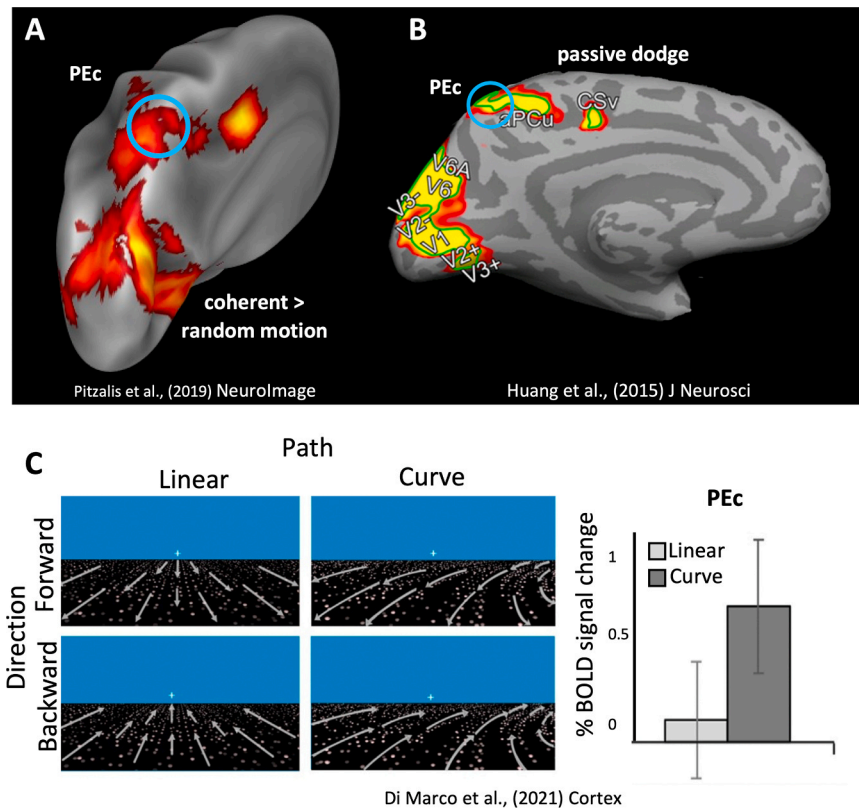 A
PEc
coherent >
random motion
Pitzalis et al., (2019) NeuroImage
B
passive dodge
PEc
CSv
aPCu
V6A
V6
V3-
V2-
V1
V2+
V3+
Huang et al., (2015) J Neurosci
C
Path
Linear
Curve
Direction
Forward
Backward
PEc
% BOLD signal change
1
0.5
0
Linear
Curve
Di Marco et al., (2021) Cortex